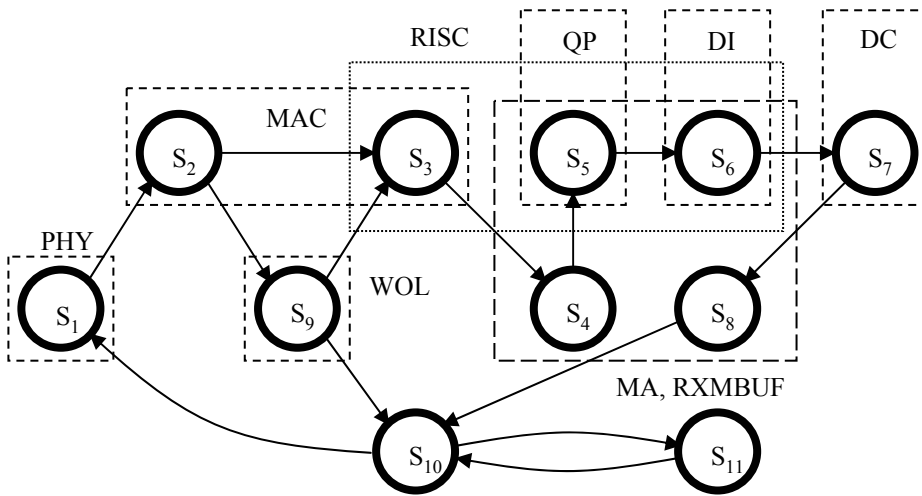 RISC QP DI DC
MAC
S2 S3 S5 S6 S7
PHY
WOL
S1 S9 S4 S8
MA, RXMBUF
S10 S11